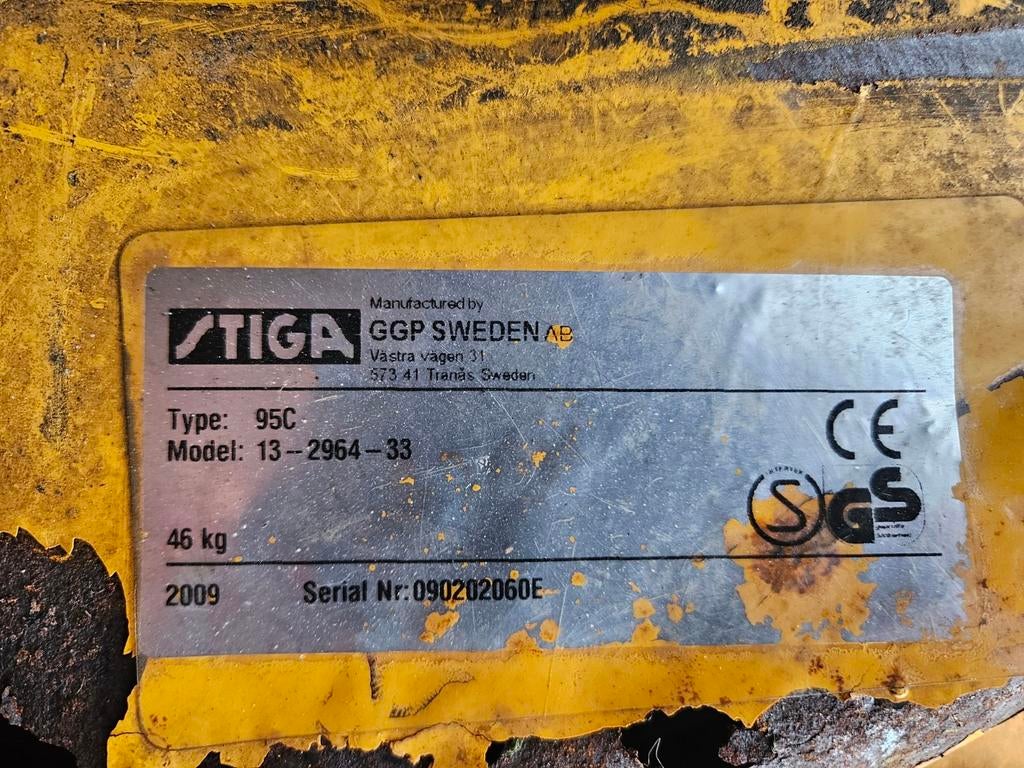 STIGA
Manufactured by
GGP SWEDEN AB
Västra vägen 31
573 41 Tranås Sweden
Type: 95C
Model: 13-2964-33
CE
S
GS
46 kg
2009 Serial Nr: 090202060E